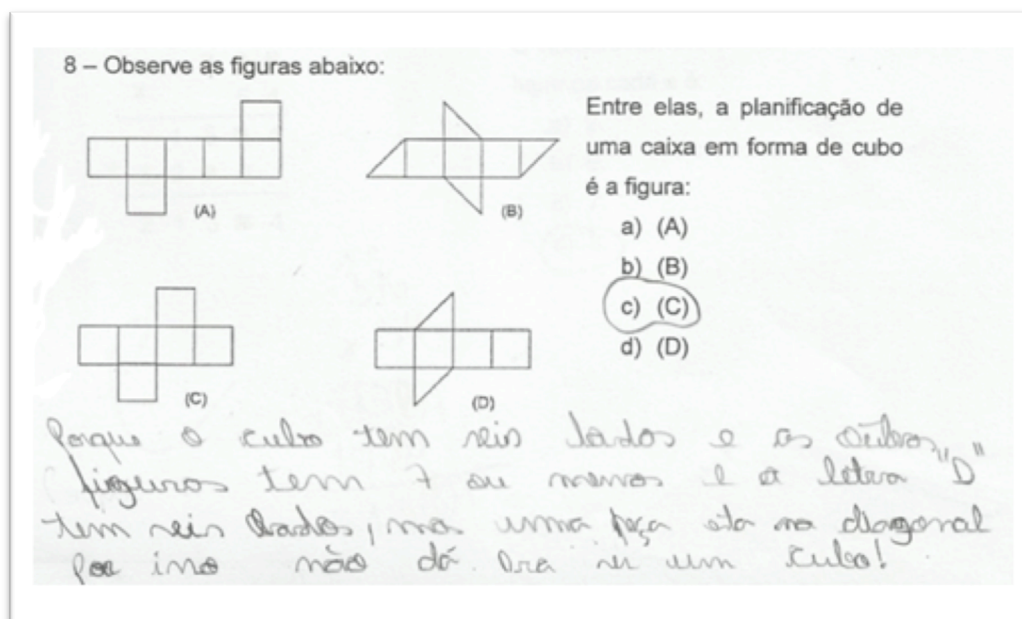 8 – Observe as figuras abaixo:
Entre elas, a planificação de
uma caixa em forma de cubo
é a figura:
(A)
(B)
a) (A)
b) (B)
c) (C)
d) (D)
(C)
(D)
Porque o cubo tem seis lados e as outras
figuras tem 7 ou menos e a letra "D"
tem seis lados, mas uma peça ta na diagonal
Por isso não dá pra ser um cubo!